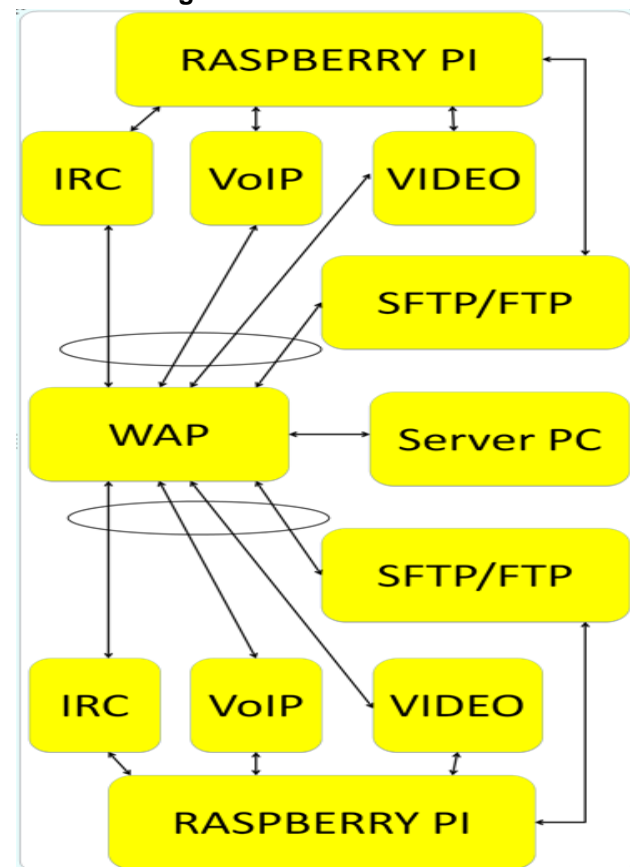 RASPBERRY PI
IRC VoIP VIDEO
SFTP/FTP
WAP Server PC
SFTP/FTP
IRC VoIP VIDEO
RASPBERRY PI